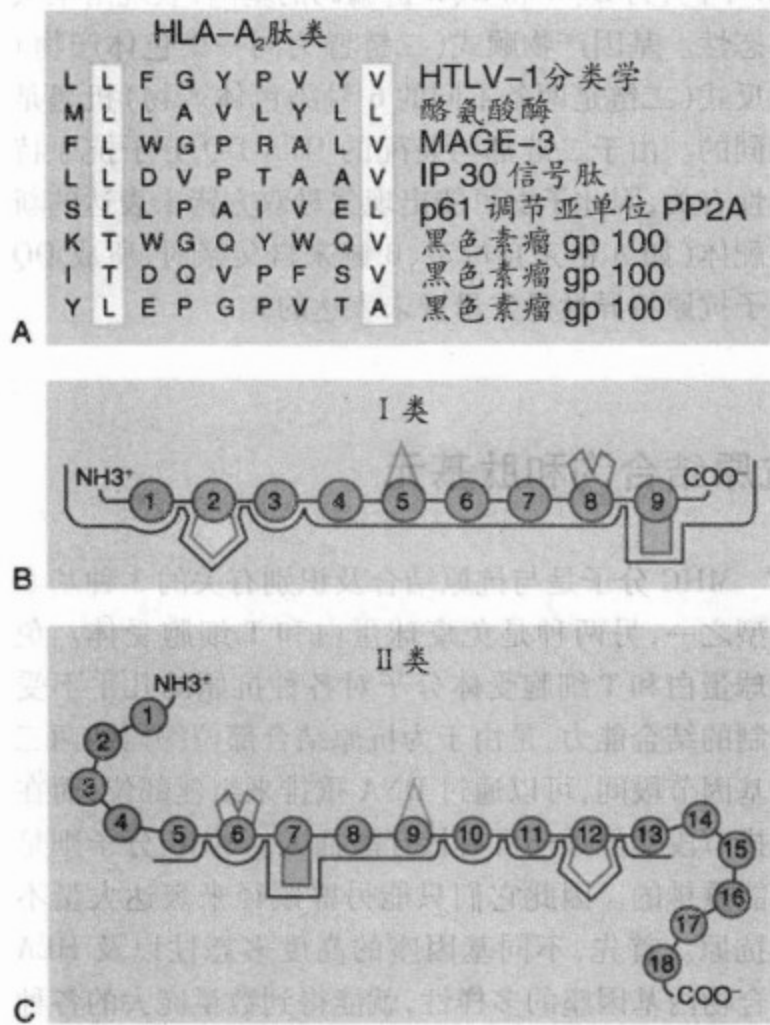 HLA-A₂肽类
L L F G Y P V Y V HTLV-1分类学
M L L A V L Y L L 酪氨酸酶
F L W G P R A L V MAGE-3
L L D V P T A A V IP 30 信号肽
S L L P A I V E L p61 调节亚单位 PP2A
K T W G Q Y W Q V 黑色素瘤 gp 100
I T D Q V P F S V 黑色素瘤 gp 100
Y L E P G P V T A 黑色素瘤 gp 100
A
I 类
NH3⁺ 1 2 3 4 5 6 7 8 9 COO⁻
B
II 类
NH3⁺
1 2 3 4 5 6 7 8 9 10 11 12 13 14 15 16 17 18
COO⁻
C